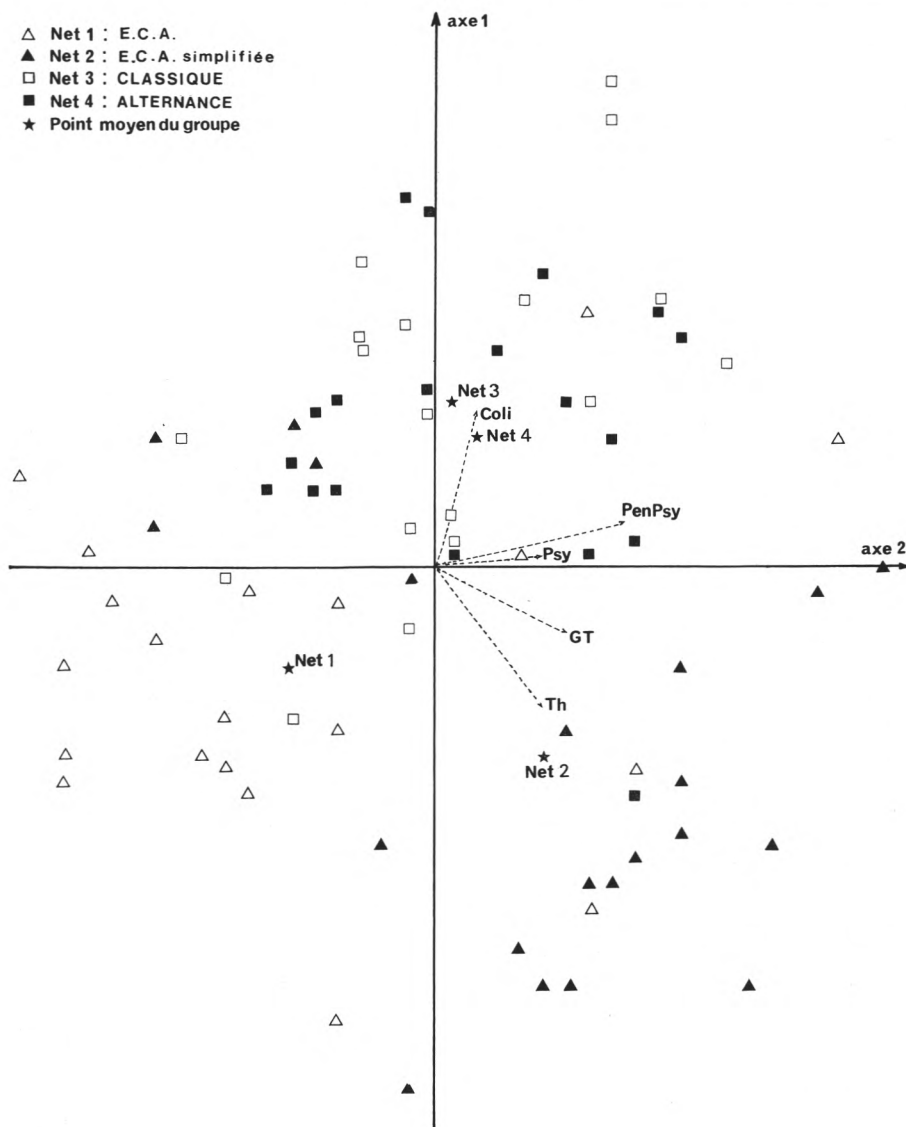 axe 1
△ Net 1 : E.C.A.
▲ Net 2 : E.C.A. simplifiée
□ Net 3 : CLASSIQUE
■ Net 4 : ALTERNANCE
★ Point moyen du groupe
Net 3
Coli
Net 4
PenPsy
Psy
axe 2
GT
Net 1
Th
Net 2